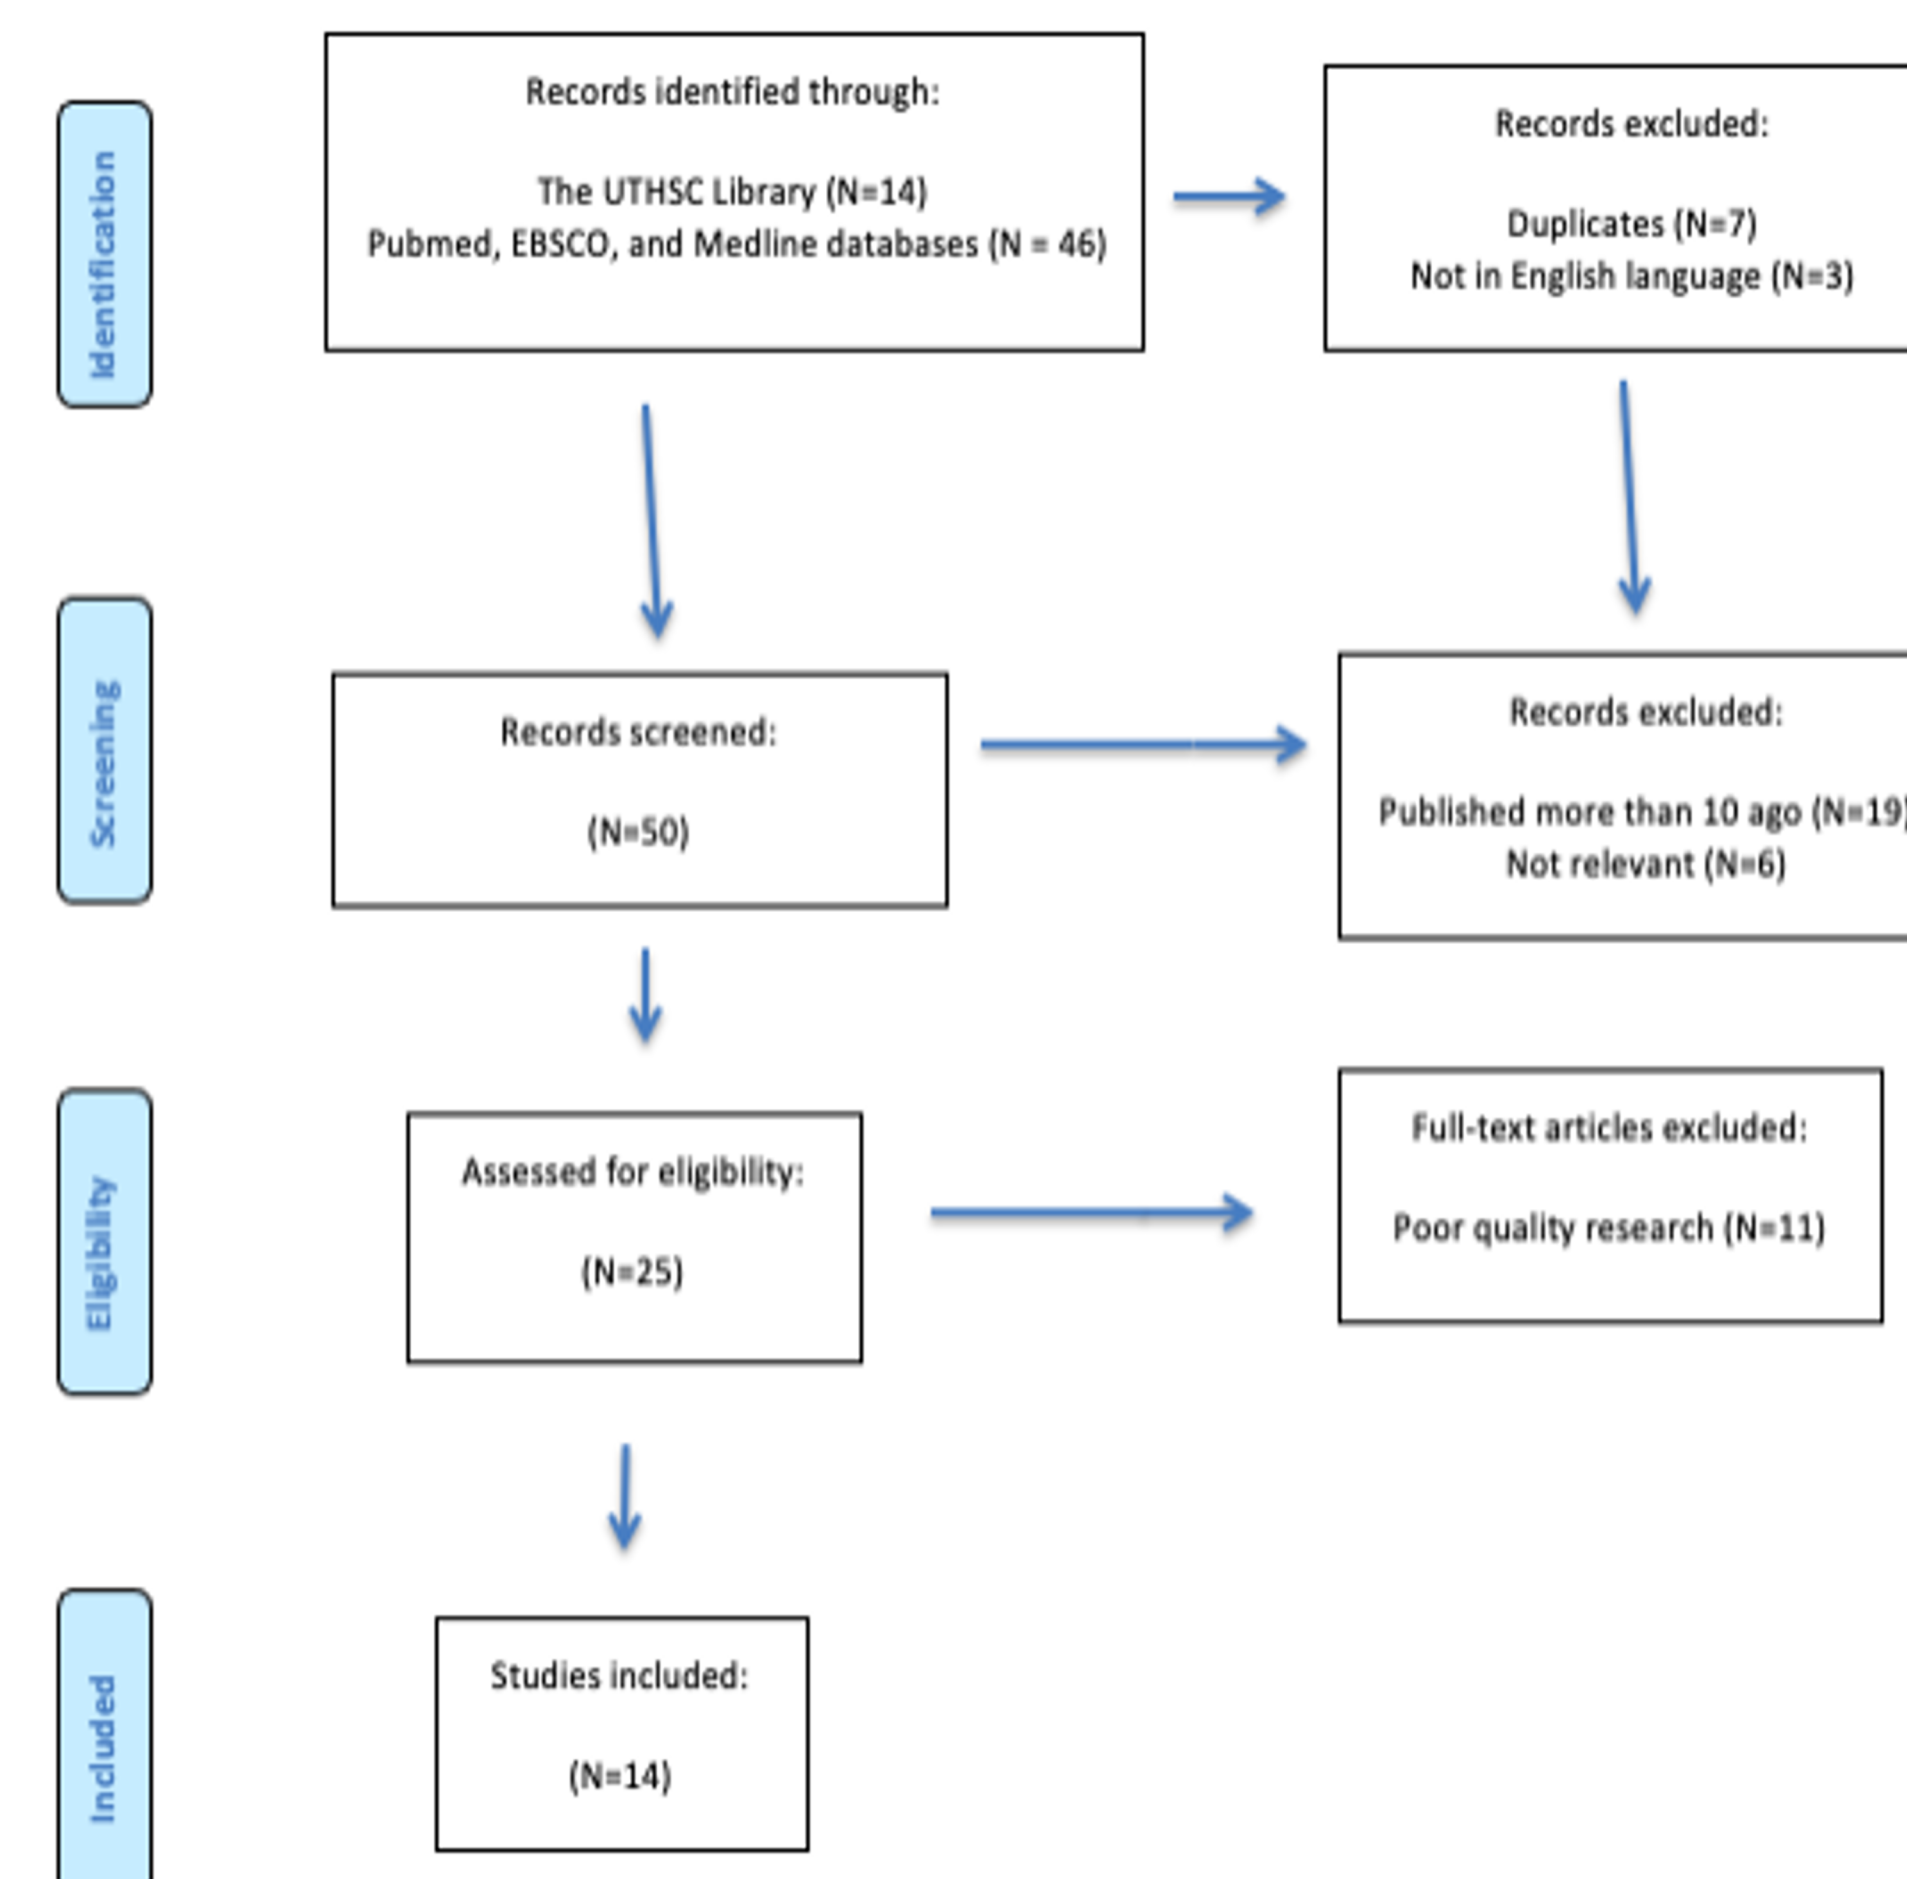 Identification
Records identified through:
The UTHSC Library (N=14)
Pubmed, EBSCO, and Medline databases (N = 46)
Records excluded:
Duplicates (N=7)
Not in English language (N=3)
Screening
Records screened:
(N=50)
Records excluded:
Published more than 10 ago (N=19)
Not relevant (N=6)
Eligibility
Assessed for eligibility:
(N=25)
Full-text articles excluded:
Poor quality research (N=11)
Included
Studies included:
(N=14)